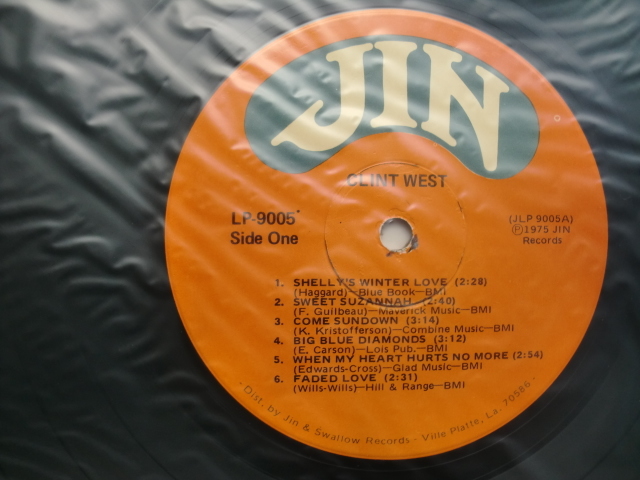 JIN
CLINT WEST
LP-9005
Side One
(JLP 9005A)
Ⓟ1975 JIN
Records
1. SHELLY'S WINTER LOVE (2:28)
(Haggard)—Blue Book—BMI
2. SWEET SUZANNAH (2:40)
(F. Guilbeau)—Maverick Music—BMI
3. COME SUNDOWN (3:14)
(K. Kristofferson)—Combine Music—BMI
4. BIG BLUE DIAMONDS (3:12)
(E. Carson)—Lois Pub.—BMI
5. WHEN MY HEART HURTS NO MORE (2:54)
(Edwards-Cross)—Glad Music—BMI
6. FADED LOVE (2:31)
(Wills-Wills)—Hill & Range—BMI
· Dist. by Jin & Swallow Records - Ville Platte, La. 70586 ·